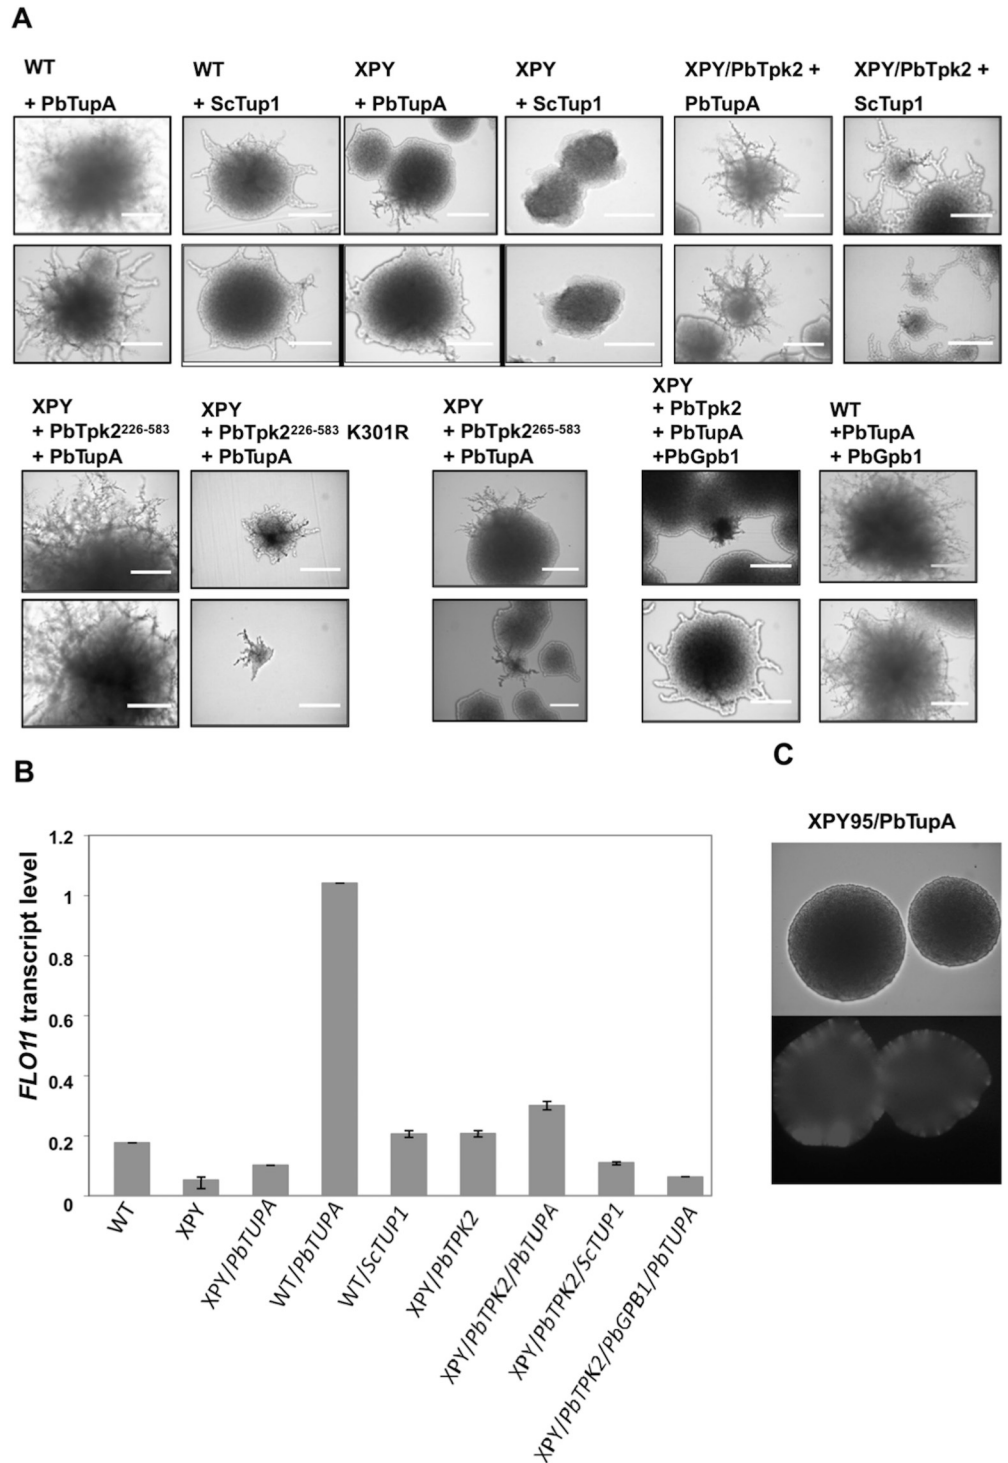 A
WT
+ PbTupA
WT
+ ScTup1
XPY
+ PbTupA
XPY
+ ScTup1
XPY/PbTpk2 +
PbTupA
XPY/PbTpk2 +
ScTup1
XPY
+ PbTpk2²²⁶⁻⁵⁸³
+ PbTupA
XPY
+ PbTpk2²²⁶⁻⁵⁸³ K301R
+ PbTupA
XPY
+ PbTpk2²⁶⁵⁻⁵⁸³
+ PbTupA
XPY
+ PbTpk2
+ PbTupA
+PbGpb1
WT
+PbTupA
+ PbGpb1
B
FLO11 transcript level
1.2
1
0.8
0.6
0.4
0.2
0
WT
XPY
XPY/PbTUPA
WT/PbTUPA
WT/ScTUP1
XPY/PbTPK2
XPY/PbTPK2/PbTUPA
XPY/PbTPK2/ScTUP1
XPY/PbTPK2/PbGPB1/PbTUPA
C
XPY95/PbTupA